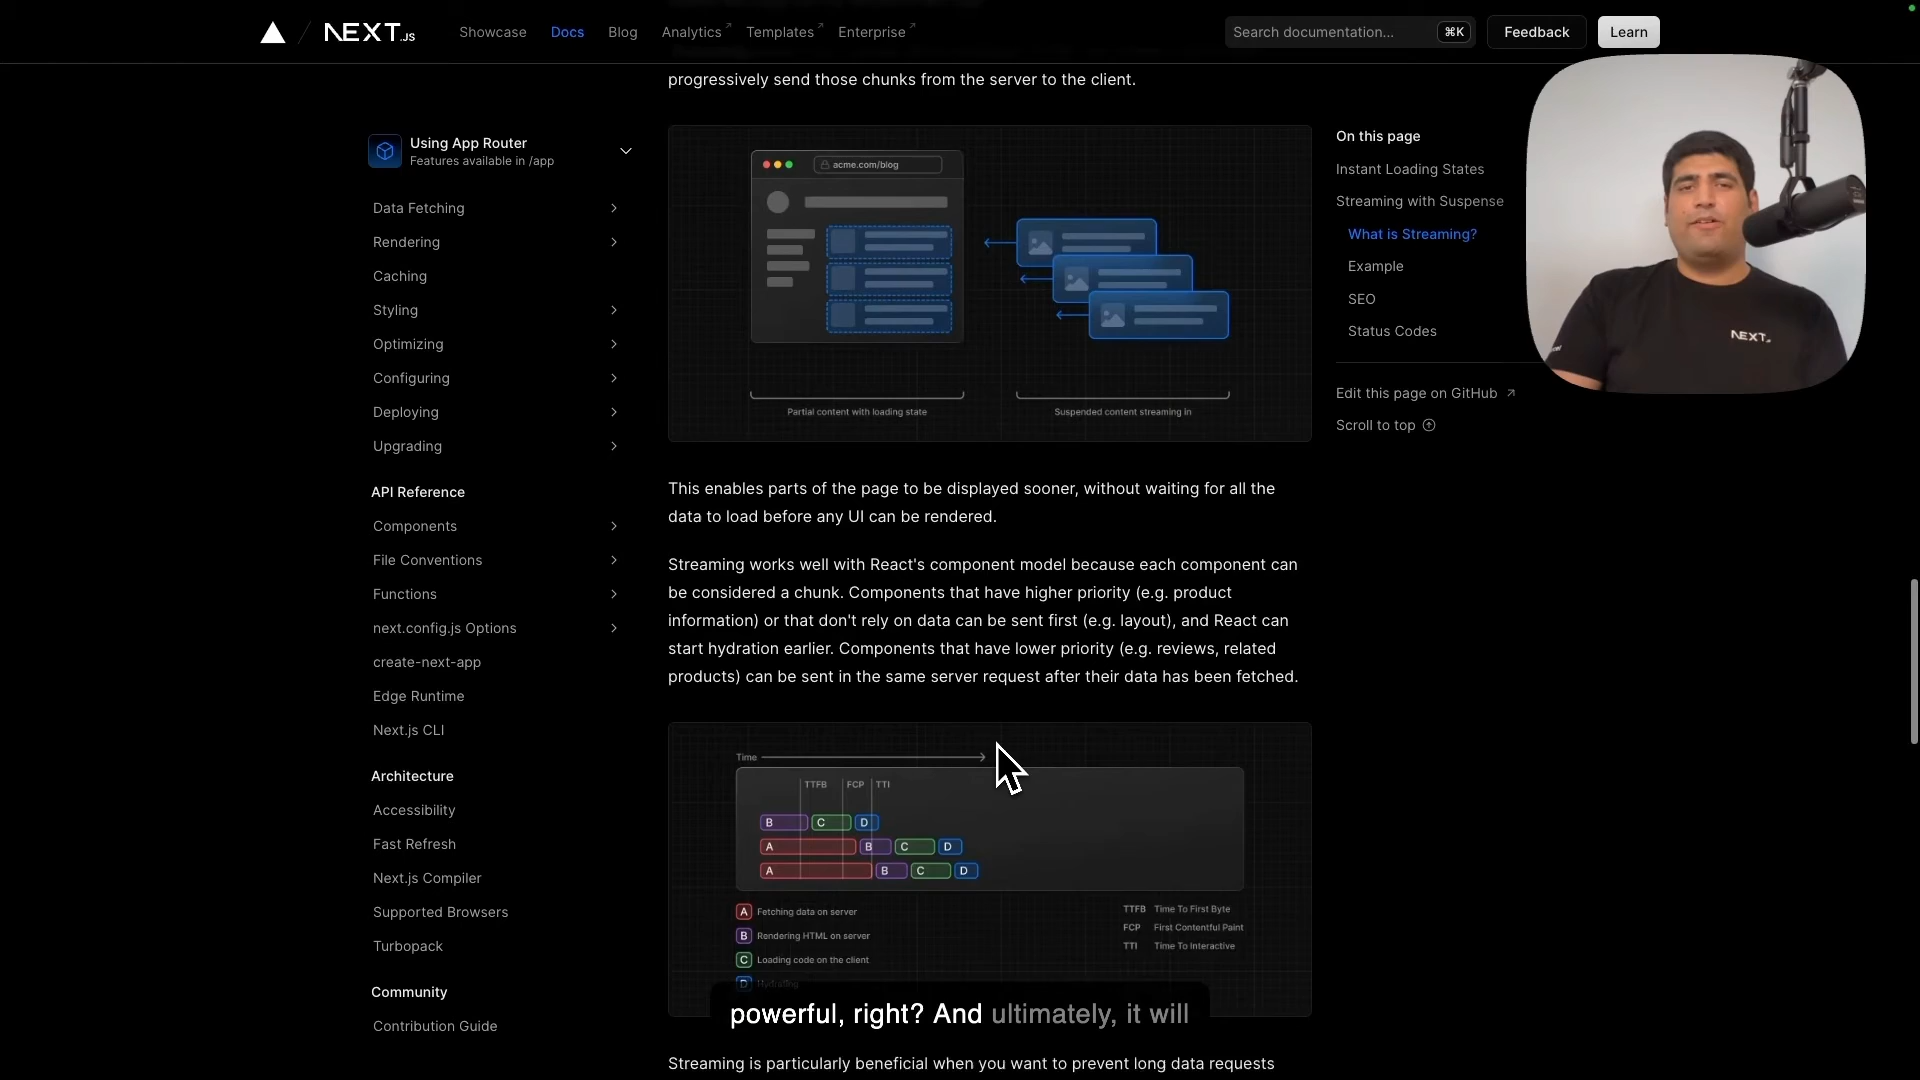 NEXT.JS
Showcase
Docs
Blog
Analytics
Templates
Enterprise
Search documentation...
⌘K
Feedback
Learn
progressively send those chunks from the server to the client.
Using App Router
Features available in /app
Data Fetching
Rendering
Caching
Styling
Optimizing
Configuring
Deploying
Upgrading
API Reference
Components
File Conventions
Functions
next.config.js Options
create-next-app
Edge Runtime
Next.js CLI
Architecture
Accessibility
Fast Refresh
Next.js Compiler
Supported Browsers
Turbopack
Community
Contribution Guide
acme.com/blog
Partial content with loading state
Suspended content streaming in
This enables parts of the page to be displayed sooner, without waiting for all the
data to load before any UI can be rendered.
Streaming works well with React's component model because each component can
be considered a chunk. Components that have higher priority (e.g. product
information) or that don't rely on data can be sent first (e.g. layout), and React can
start hydration earlier. Components that have lower priority (e.g. reviews, related
products) can be sent in the same server request after their data has been fetched.
Time
TTFB FCP TTI
B C D
A B C D
A B C D
A Fetching data on server
B Rendering HTML on server
C Loading code on the client
D Hydrating
TTFB Time To First Byte
FCP First Contentful Paint
TTI Time To Interactive
powerful, right? And ultimately, it will
Streaming is particularly beneficial when you want to prevent long data requests
On this page
Instant Loading States
Streaming with Suspense
What is Streaming?
Example
SEO
Status Codes
Edit this page on GitHub
Scroll to top
NEXT.JS